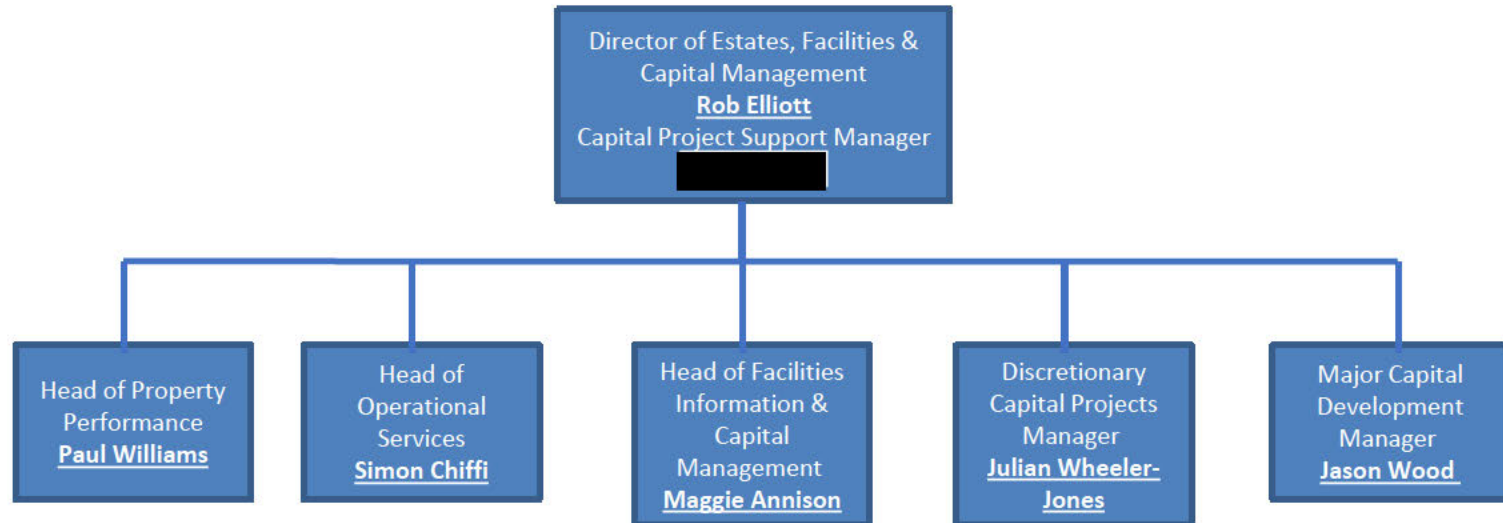 Director of Estates, Facilities &
Capital Management
Rob Elliott
Capital Project Support Manager
Head of Property
Performance
Paul Williams
Head of
Operational
Services
Simon Chiffi
Head of Facilities
Information &
Capital
Management
Maggie Annison
Discretionary
Capital Projects
Manager
Julian Wheeler-
Jones
Major Capital
Development
Manager
Jason Wood